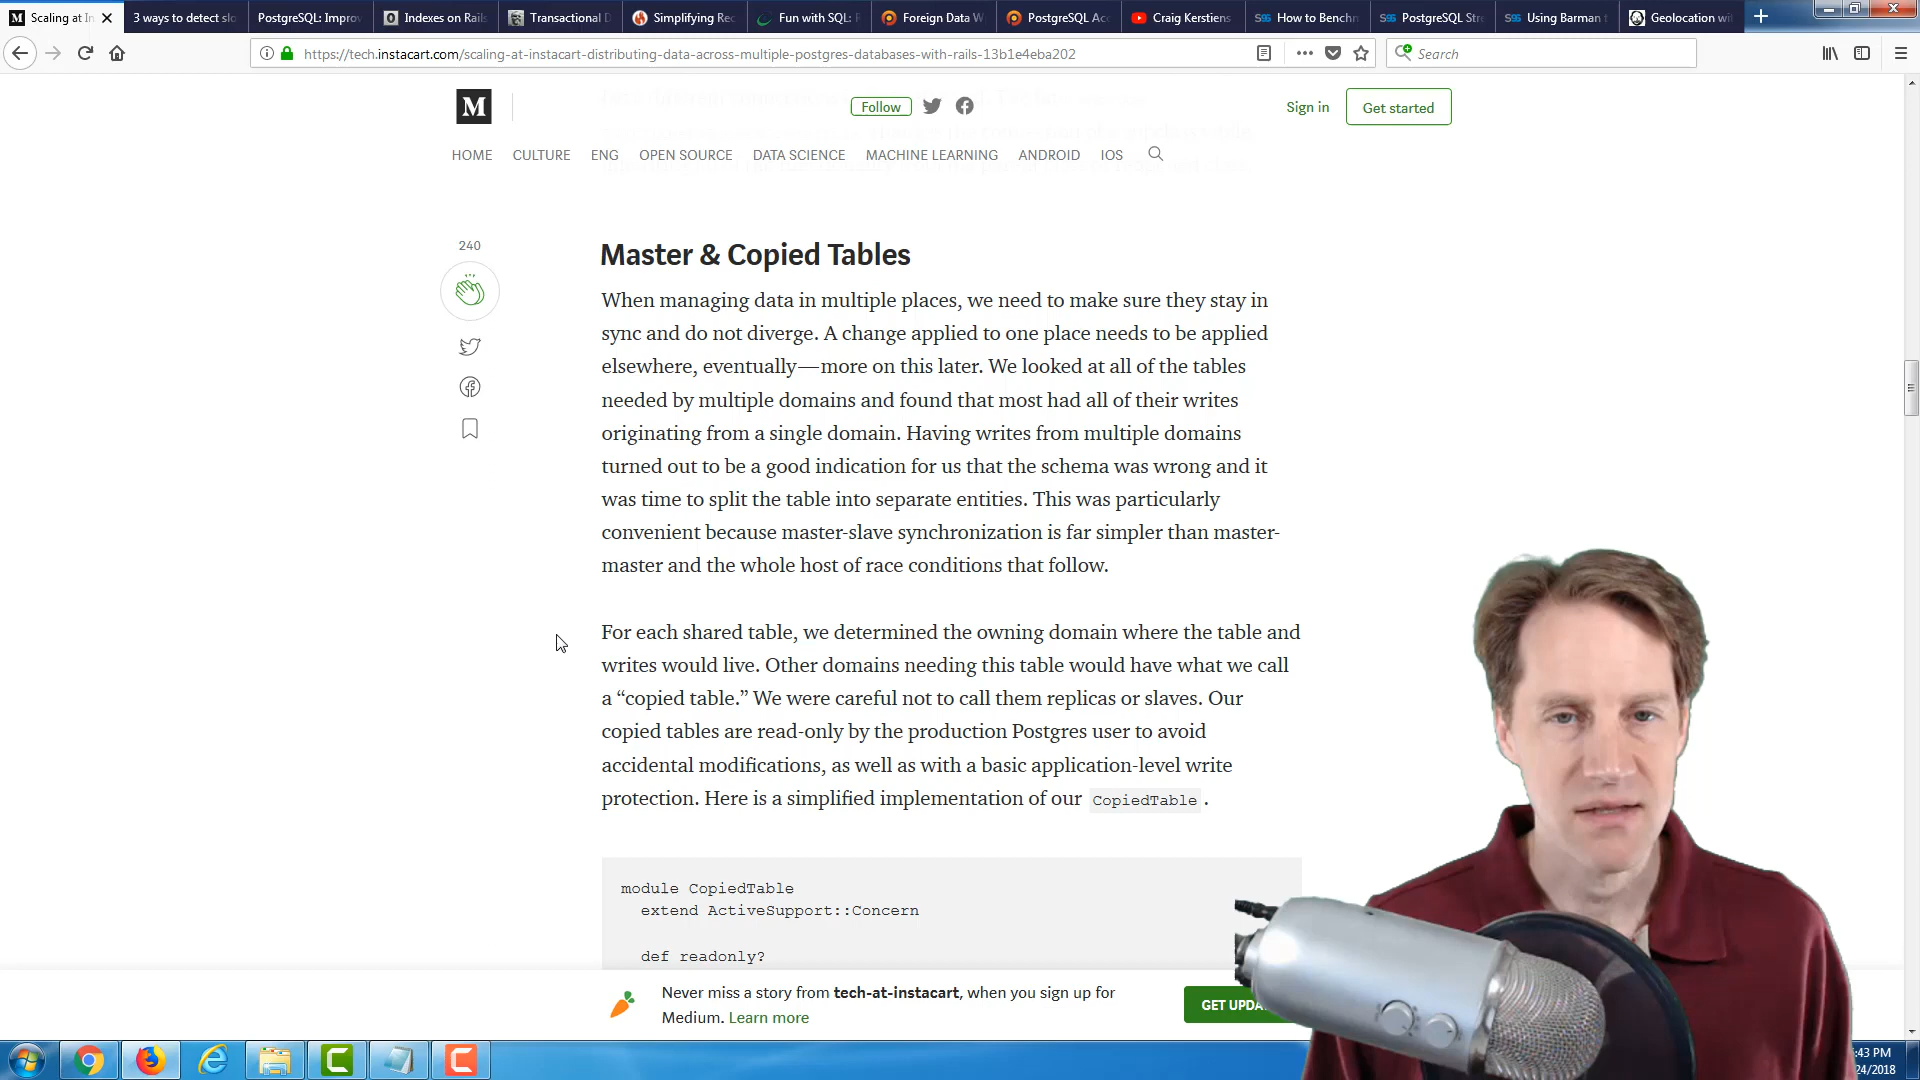 Scaling at In
3 ways to detect slo
PostgreSQL: Improv
Indexes on Rails
Transactional D
Simplifying Rec
Fun with SQL: P
Foreign Data W
PostgreSQL Acc
Craig Kerstiens
How to Benchm
PostgreSQL Stre
Using Barman t
Geolocation wi
https://tech.instacart.com/scaling-at-instacart-distributing-data-across-multiple-postgres-databases-with-rails-13b1e4eba202
Search
M
Follow
Sign in
Get started
HOME CULTURE ENG OPEN SOURCE DATA SCIENCE MACHINE LEARNING ANDROID IOS
240
Master & Copied Tables
When managing data in multiple places, we need to make sure they stay in
sync and do not diverge. A change applied to one place needs to be applied
elsewhere, eventually—more on this later. We looked at all of the tables
needed by multiple domains and found that most had all of their writes
originating from a single domain. Having writes from multiple domains
turned out to be a good indication for us that the schema was wrong and it
was time to split the table into separate entities. This was particularly
convenient because master-slave synchronization is far simpler than master-
master and the whole host of race conditions that follow.
For each shared table, we determined the owning domain where the table and
writes would live. Other domains needing this table would have what we call
a “copied table.” We were careful not to call them replicas or slaves. Our
copied tables are read-only by the production Postgres user to avoid
accidental modifications, as well as with a basic application-level write
protection. Here is a simplified implementation of our CopiedTable .
module CopiedTable
extend ActiveSupport::Concern
def readonly?
Never miss a story from tech-at-instacart, when you sign up for
Medium. Learn more
GET UPDA
:43 PM
24/2018